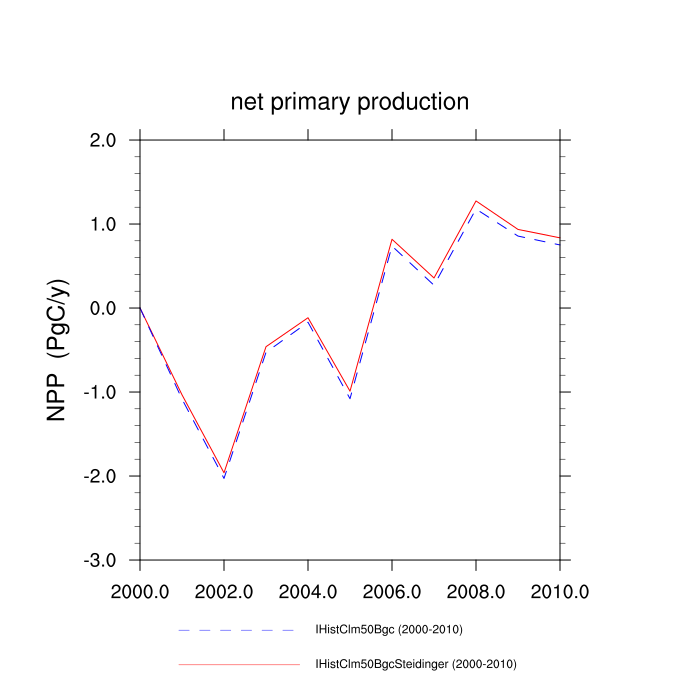 net primary production
2.0
1.0
0.0
-1.0
-2.0
-3.0
NPP (PgC/y)
2000.0 2002.0 2004.0 2006.0 2008.0 2010.0
IHistClm50Bgc (2000-2010)
IHistClm50BgcSteidinger (2000-2010)